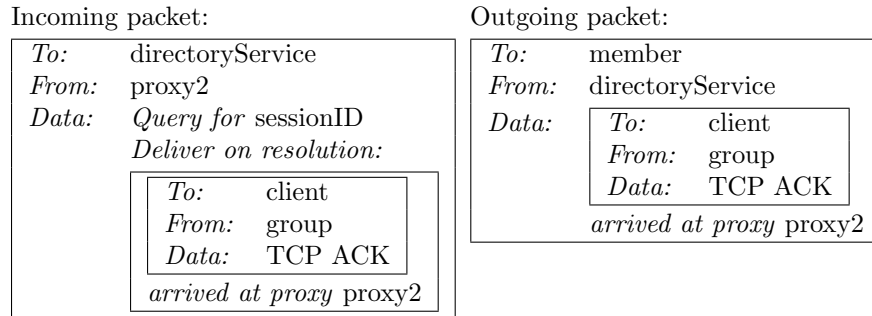 Incoming packet:
To: directoryService
From: proxy2
Data: Query for sessionID
Deliver on resolution:
To: client
From: group
Data: TCP ACK
arrived at proxy proxy2
Outgoing packet:
To: member
From: directoryService
Data:
To: client
From: group
Data: TCP ACK
arrived at proxy proxy2